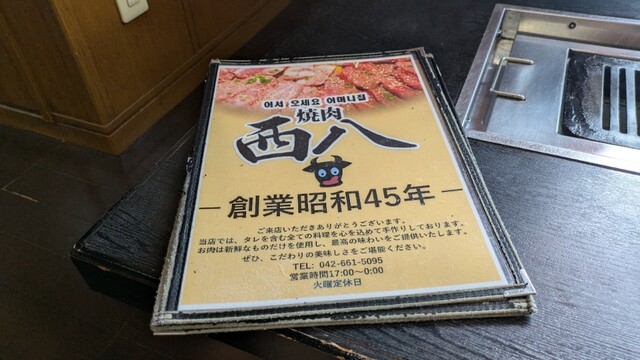 어서 오세요 어머니집
焼肉
西八
創業昭和45年
ご来店いただきありがとうございます。
当店では、タレを含む全ての料理を心を込めて手作りしております。
お肉は新鮮なものだけを使用し、最高の味わいをご提供いたします。
ぜひ、こだわりの美味しさをご堪能ください。
TEL: 042-661-5095
営業時間17:00〜0:00
火曜定休日